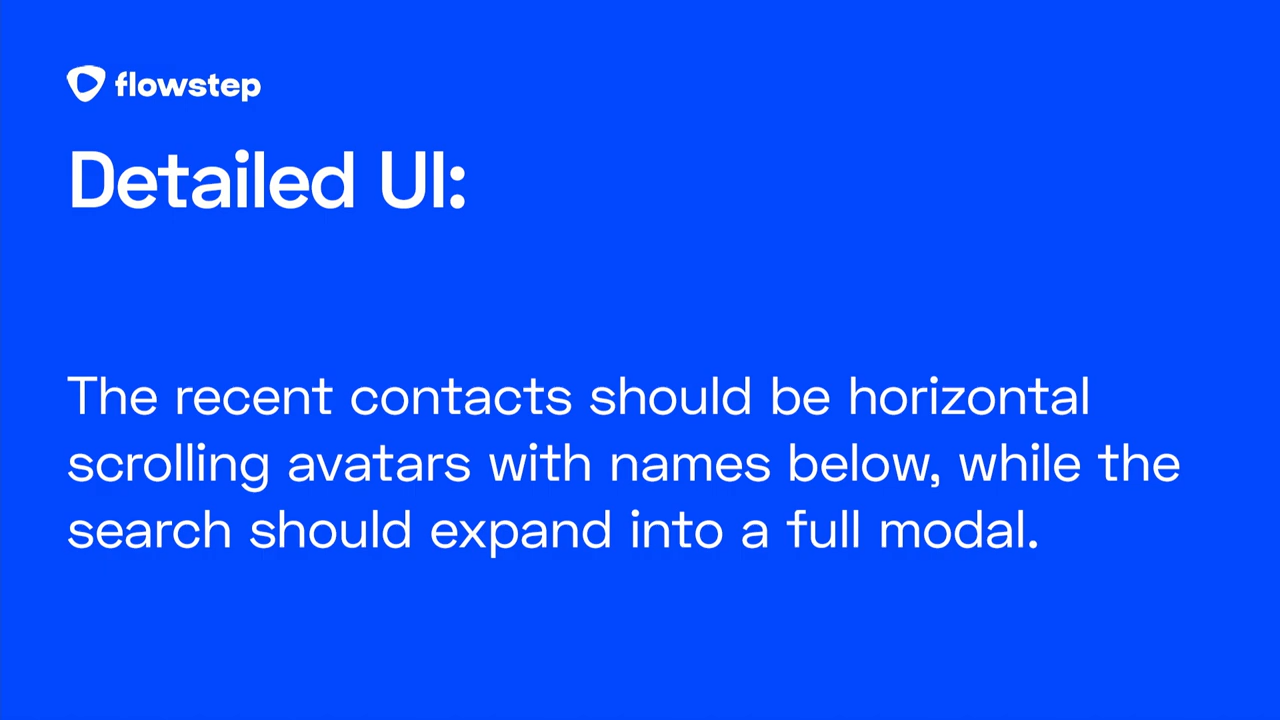 flowstep
Detailed UI:
The recent contacts should be horizontal
scrolling avatars with names below, while the
search should expand into a full modal.